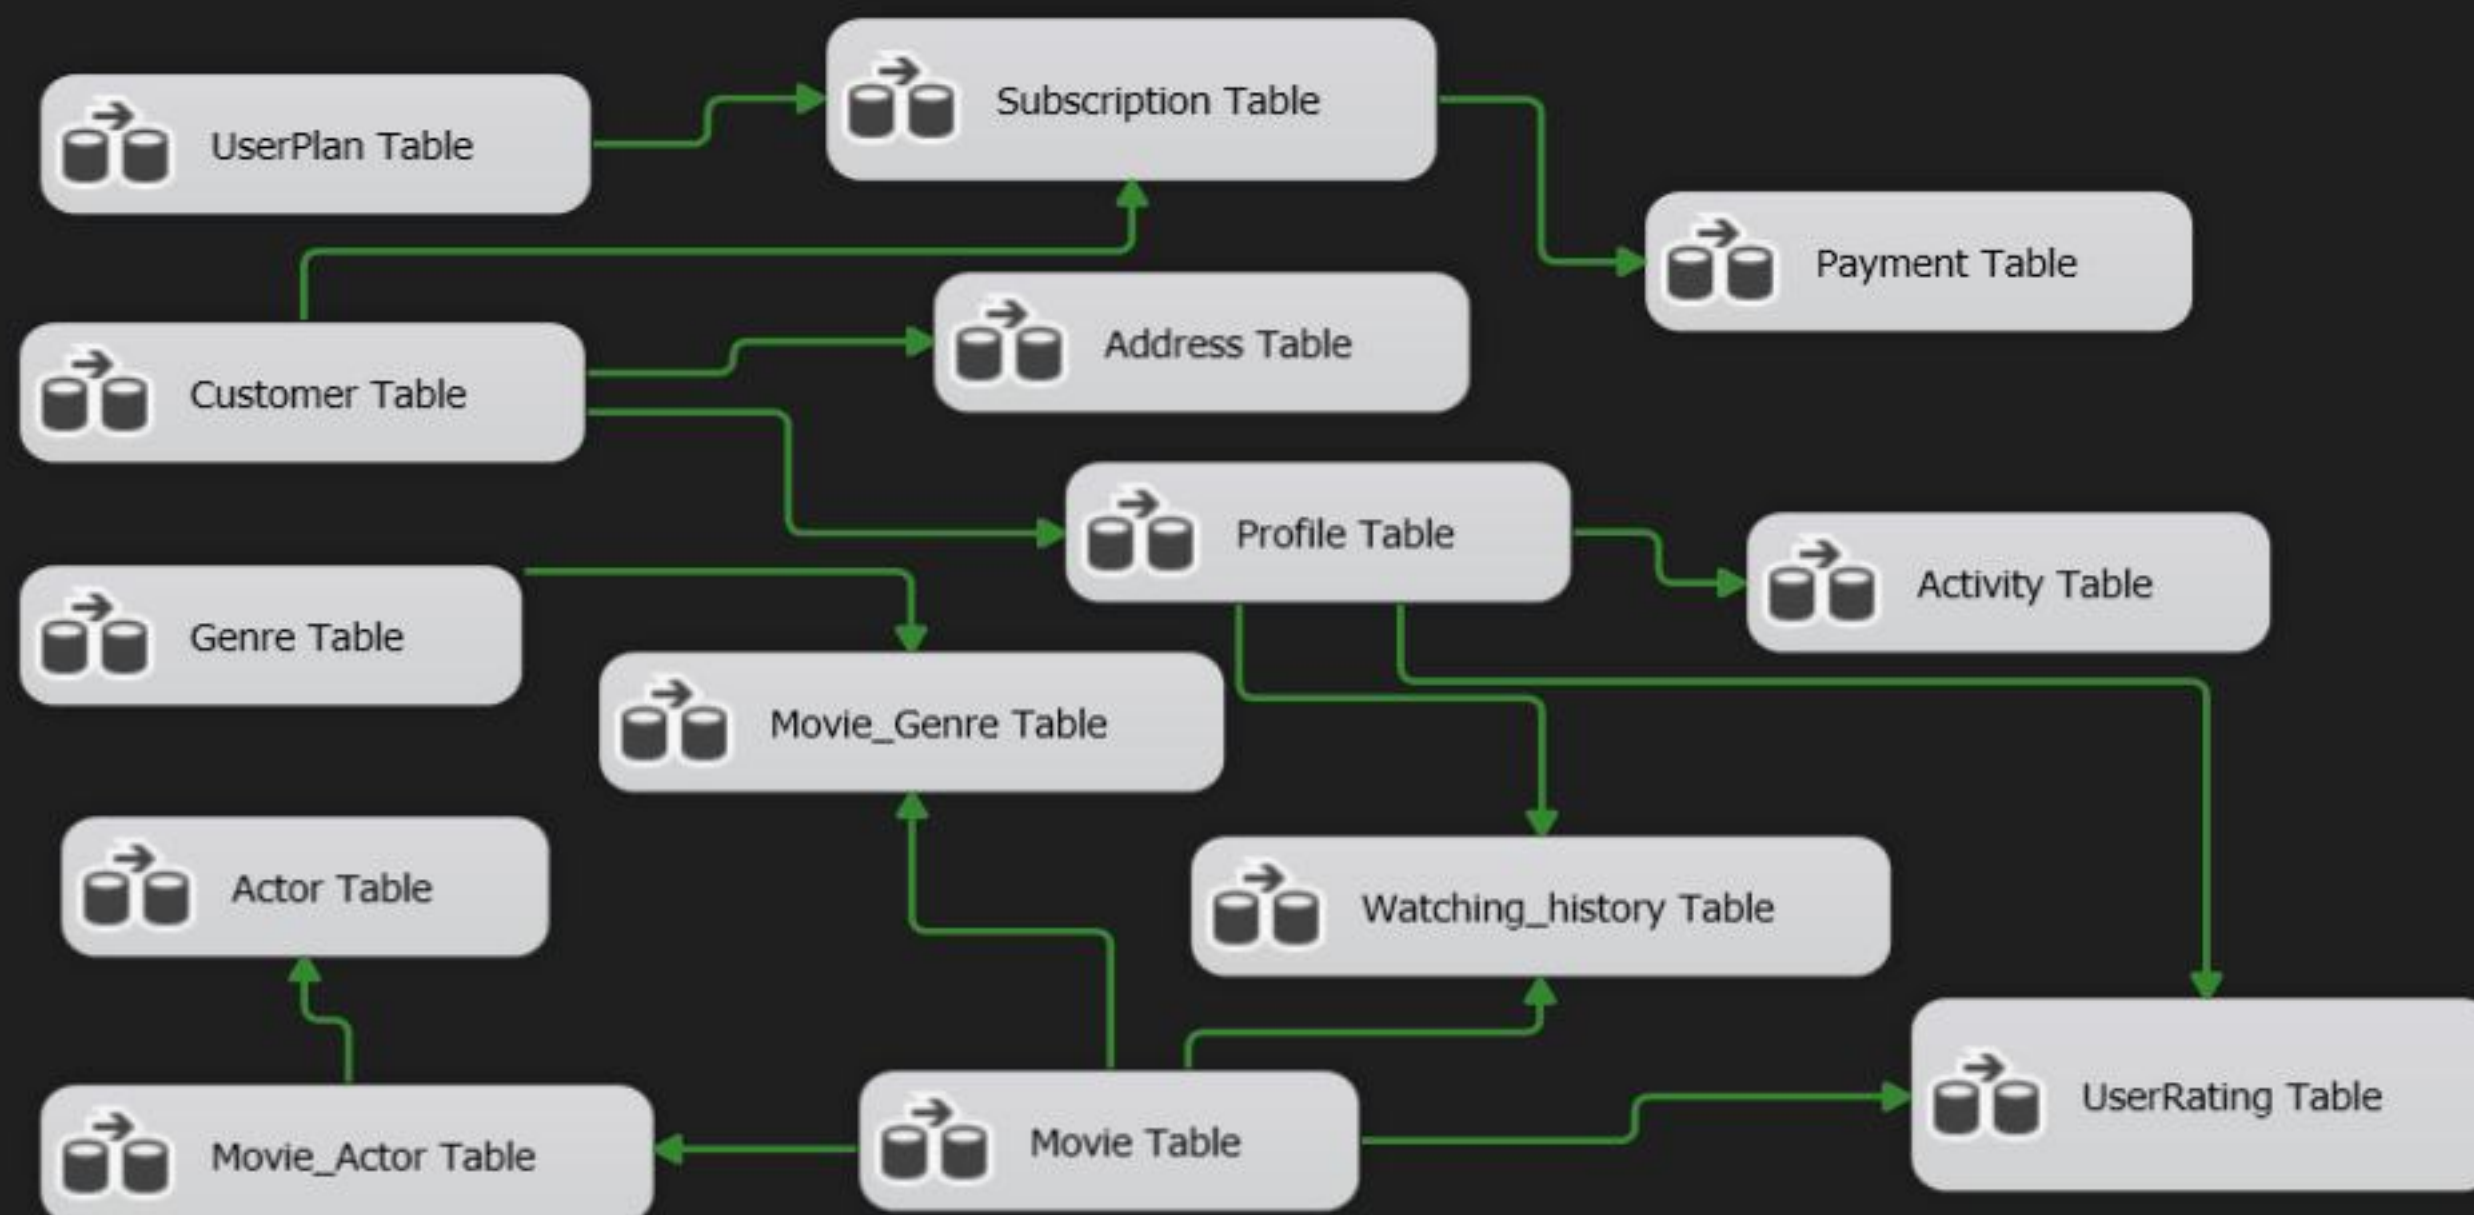 Subscription Table
UserPlan Table
Payment Table
Address Table
Customer Table
Profile Table
Activity Table
Genre Table
Movie_Genre Table
Actor Table
Watching_history Table
UserRating Table
Movie Table
Movie_Actor Table